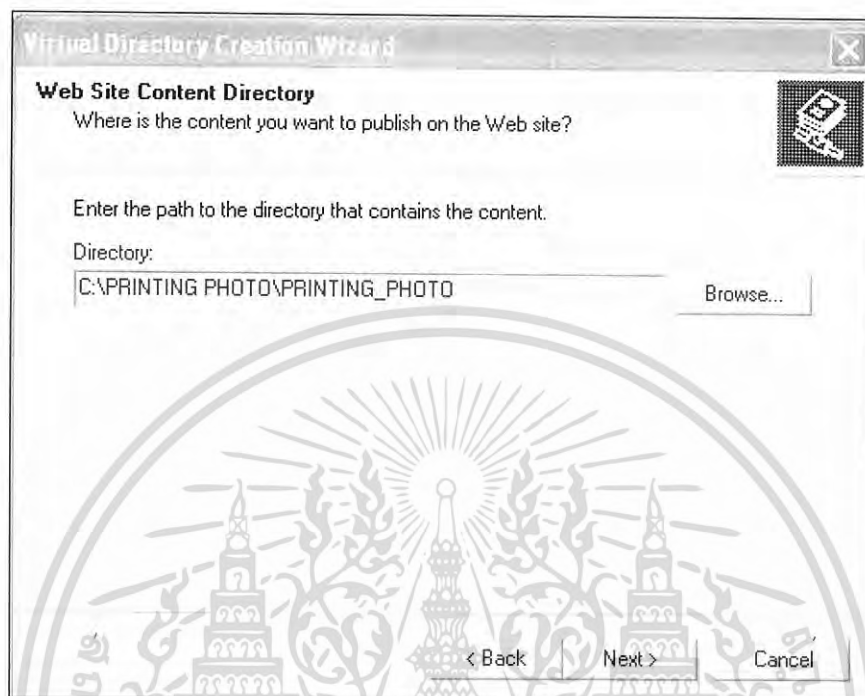 Virtual Directory Creation Wizard
Web Site Content Directory
Where is the content you want to publish on the Web site?
Enter the path to the directory that contains the content.
Directory:
C:\PRINTING PHOTO\PRINTING_PHOTO
Browse...
< Back
Next >
Cancel